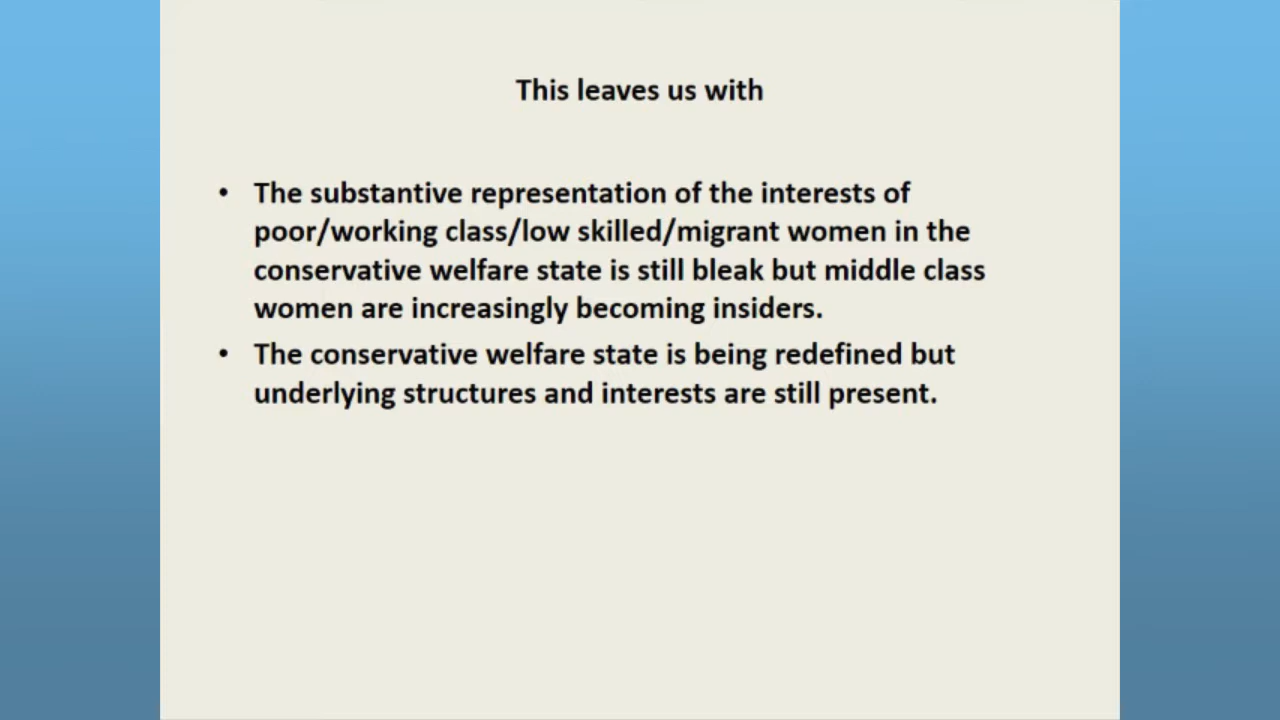 This leaves us with
• The substantive representation of the interests of
poor/working class/low skilled/migrant women in the
conservative welfare state is still bleak but middle class
women are increasingly becoming insiders.
• The conservative welfare state is being redefined but
underlying structures and interests are still present.